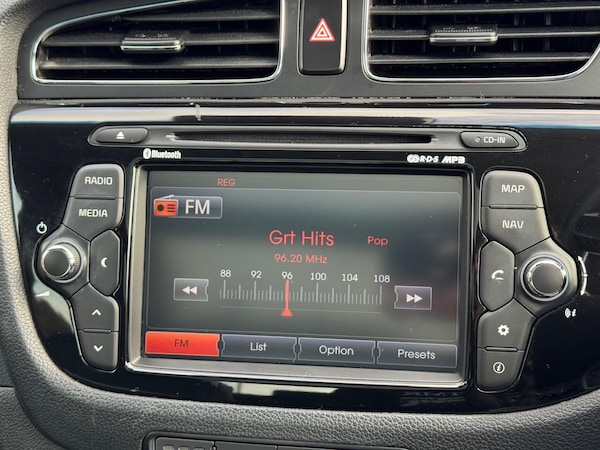 CD-IN
Bluetooth
R·D·S MP3
RADIO
MEDIA
MAP
NAV
REG
FM
Grt Hits
Pop
96.20 MHz
88 92 96 100 104 108
FM List Option Presets